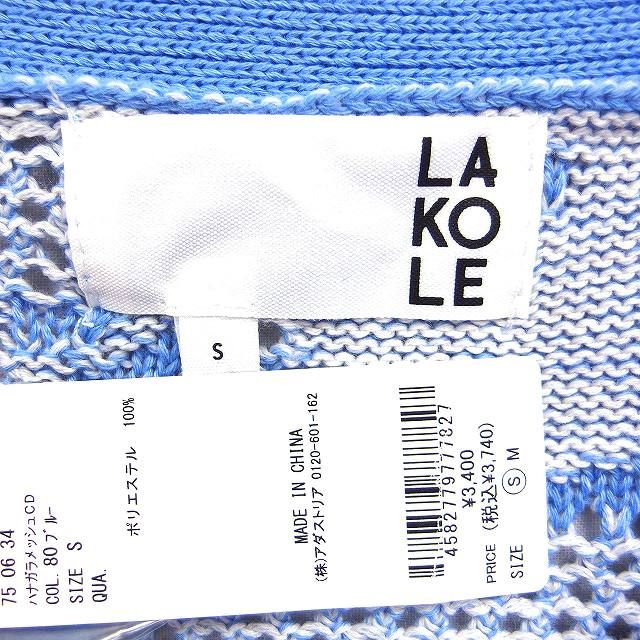 LA
KO
LE
S
75 06 34
ハナガラメッシュCD
COL. 80 ブルー
SIZE S
QUA.
ポリエステル 100%
MADE IN CHINA
(株)アダストリア 0120-601-162
4582779777827
¥3,400
PRICE (税込¥3,740)
SIZE S M